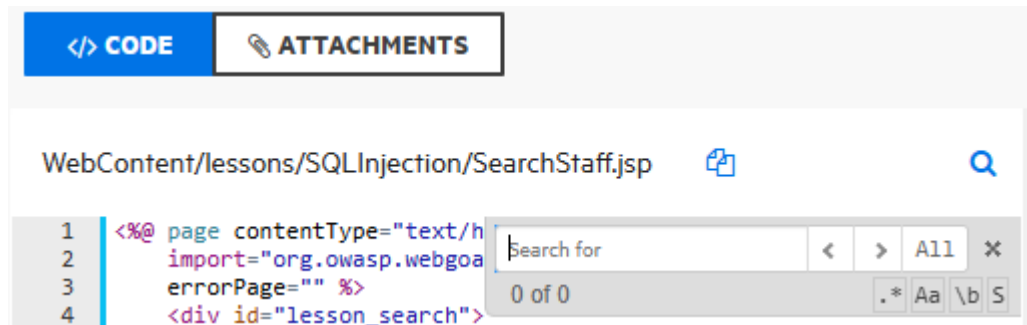 </> CODE ATTACHMENTS
WebContent/lessons/SQLInjection/SearchStaff.jsp
1 <%@ page contentType="text/h
2 import="org.owasp.webgoa
3 errorPage="" %>
4 <div id="lesson_search">
Search for < > All ×
0 of 0 .* Aa \b S